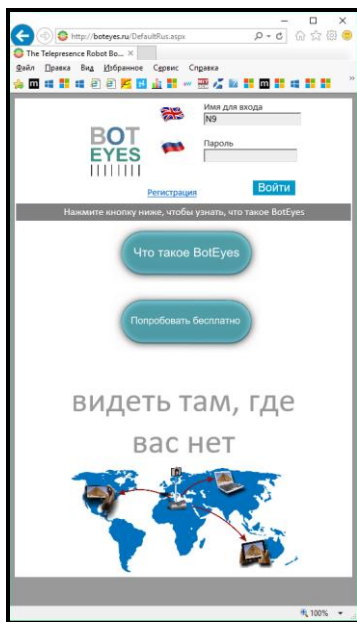 http://boteyes.ru/DefaultRus.aspx
The Telepresence Robot Bo...
Файл Правка Вид Избранное Сервис Справка
Имя для входа
N9
BOT
EYES
Пароль
Регистрация
Войти
Нажмите кнопку ниже, чтобы узнать, что такое BotEyes
Что такое BotEyes
Попробовать бесплатно
видеть там, где
вас нет
100%